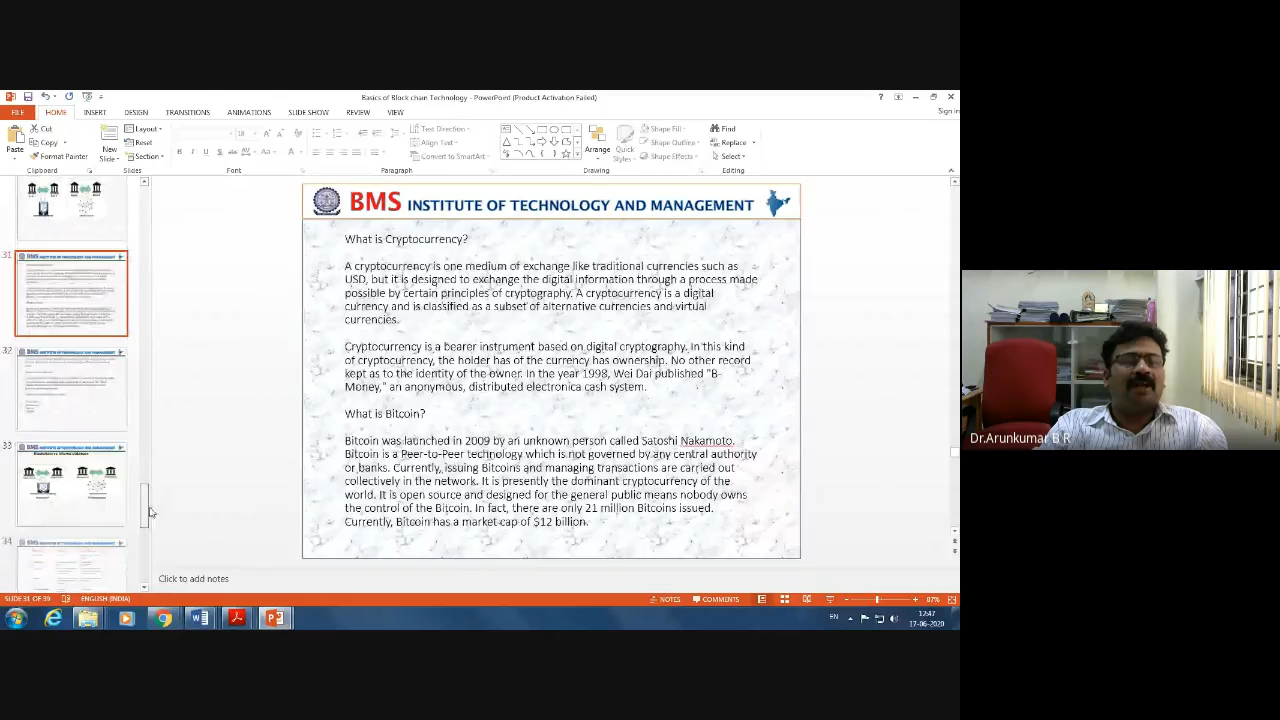 Basics of Block chain Technology - PowerPoint (Product Activation Failed)
Sign in
FILE HOME INSERT DESIGN TRANSITIONS ANIMATIONS SLIDE SHOW REVIEW VIEW
Paste
Cut
Copy
Format Painter
Clipboard
New
Slide
Layout
Reset
Section
Slides
18
B I U S abc AV Aa A
Font
Text Direction
Align Text
Convert to SmartArt
Paragraph
Arrange
Quick
Styles
Shape Fill
Shape Outline
Shape Effects
Drawing
Find
Replace
Select
Editing
31
32
33
34
BMS INSTITUTE OF TECHNOLOGY AND MANAGEMENT
What is Cryptocurrency?
A cryptocurrency is one medium of exchange like traditional currencies such as
USD, but it is designed to exchange the digital information through a process made
possible by certain principles of cryptography. A cryptocurrency is a digital
currency and is classified as a subset of alternative currencies and virtual
currencies.
Cryptocurrency is a bearer instrument based on digital cryptography. In this kind
of cryptocurrency, the holder has of the currency has ownership. No other record
kept as to the identity of the owner. In the year 1998, Wei Dai published "B-
Money," an anonymous, distributed electronica cash system.
What is Bitcoin?
Bitcoin was launched in 2009 by an unknown person called Satoshi Nakamoto.
Bitcoin is a Peer-to-Peer technology which is not governed by any central authority
or banks. Currently, issuing Bitcoins and managing transactions are carried out
collectively in the network. It is presently the dominant cryptocurrency of the
world. It is open source and designed for the general public means nobody owns
the control of the Bitcoin. In fact, there are only 21 million Bitcoins issued.
Currently, Bitcoin has a market cap of $12 billion.
Dr.Arunkumar B R
Click to add notes
SLIDE 31 OF 39 ENGLISH (INDIA) NOTES COMMENTS 87%
EN
12:47
17-06-2020